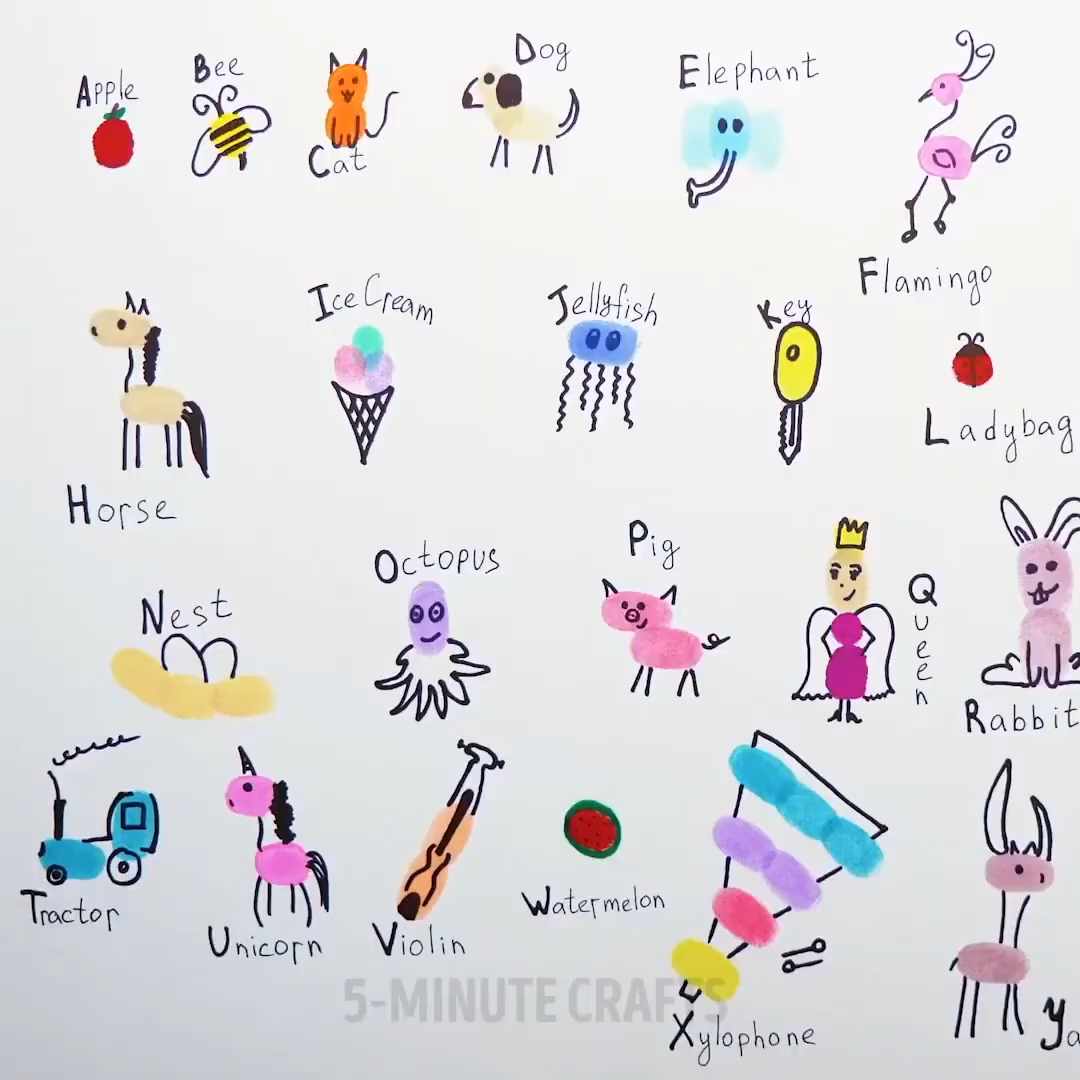 Apple
Bee
Cat
Dog
Elephant
Flamingo
Horse
Ice Cream
Jellyfish
Key
Ladybag
Nest
Octopus
Pig
Queen
Rabbit
Tractor
Unicorn
Violin
Watermelon
Xylophone
Ya
5-MINUTE CRAFTS